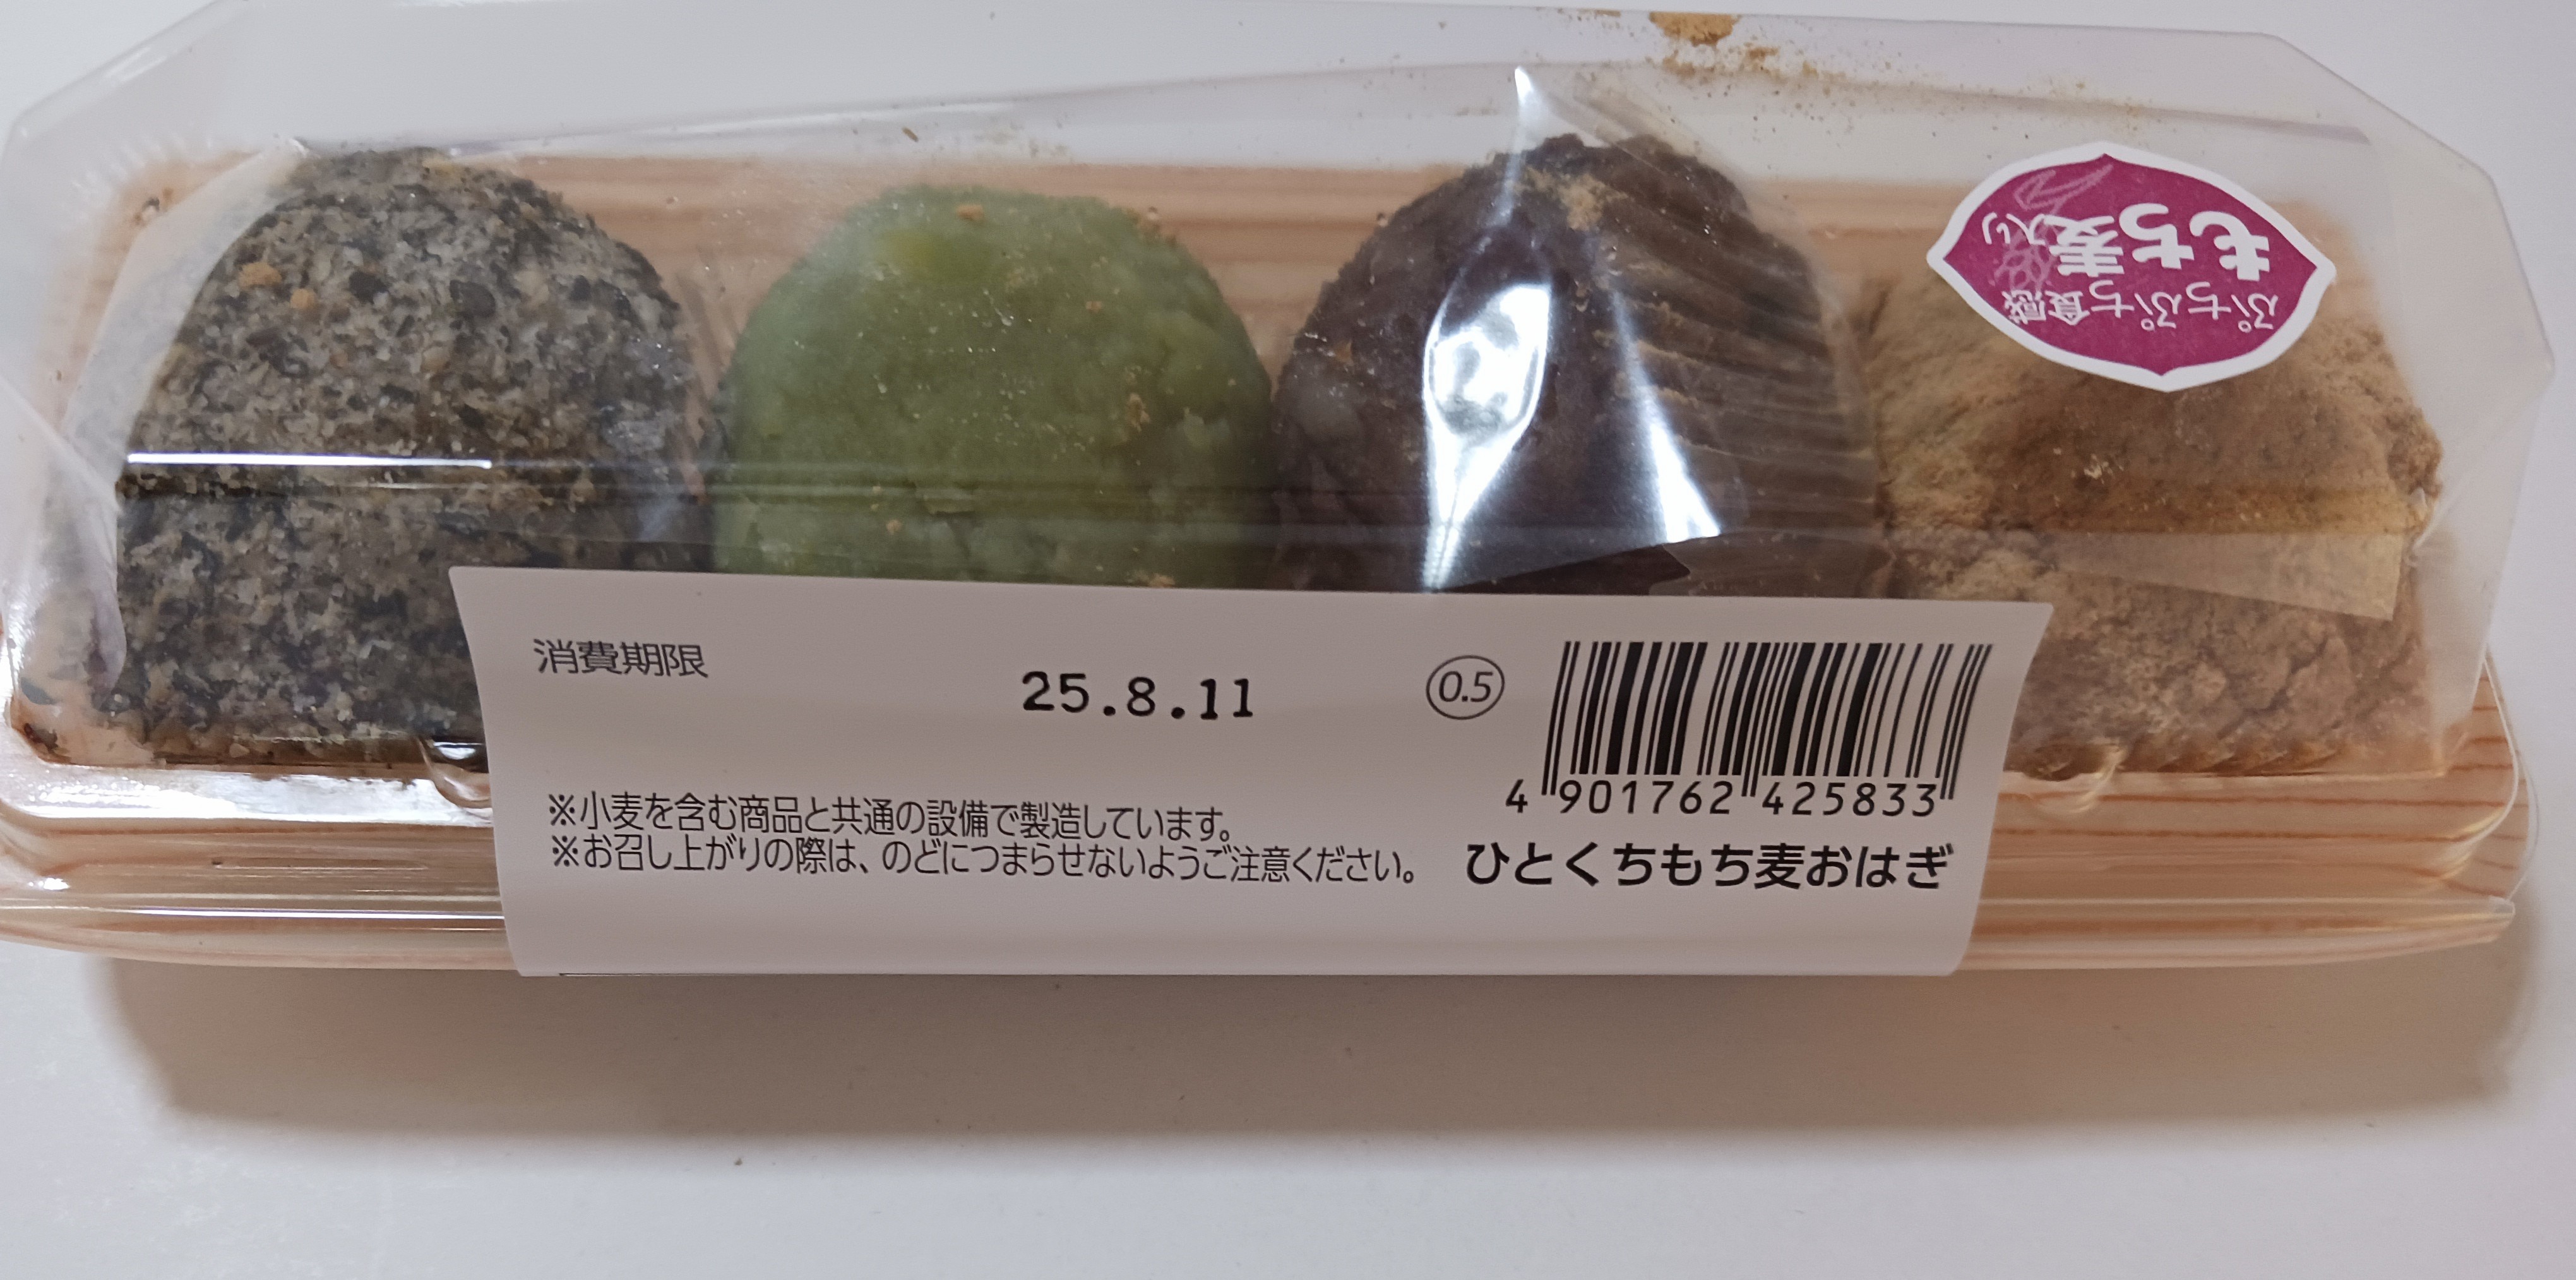 ぷちぷち食感
もち麦入り
消費期限
25.8.11
0.5
4 901762 425833
※小麦を含む商品と共通の設備で製造しています。
※お召し上がりの際は、のどにつまらせないようご注意ください。
ひとくちもち麦おはぎ